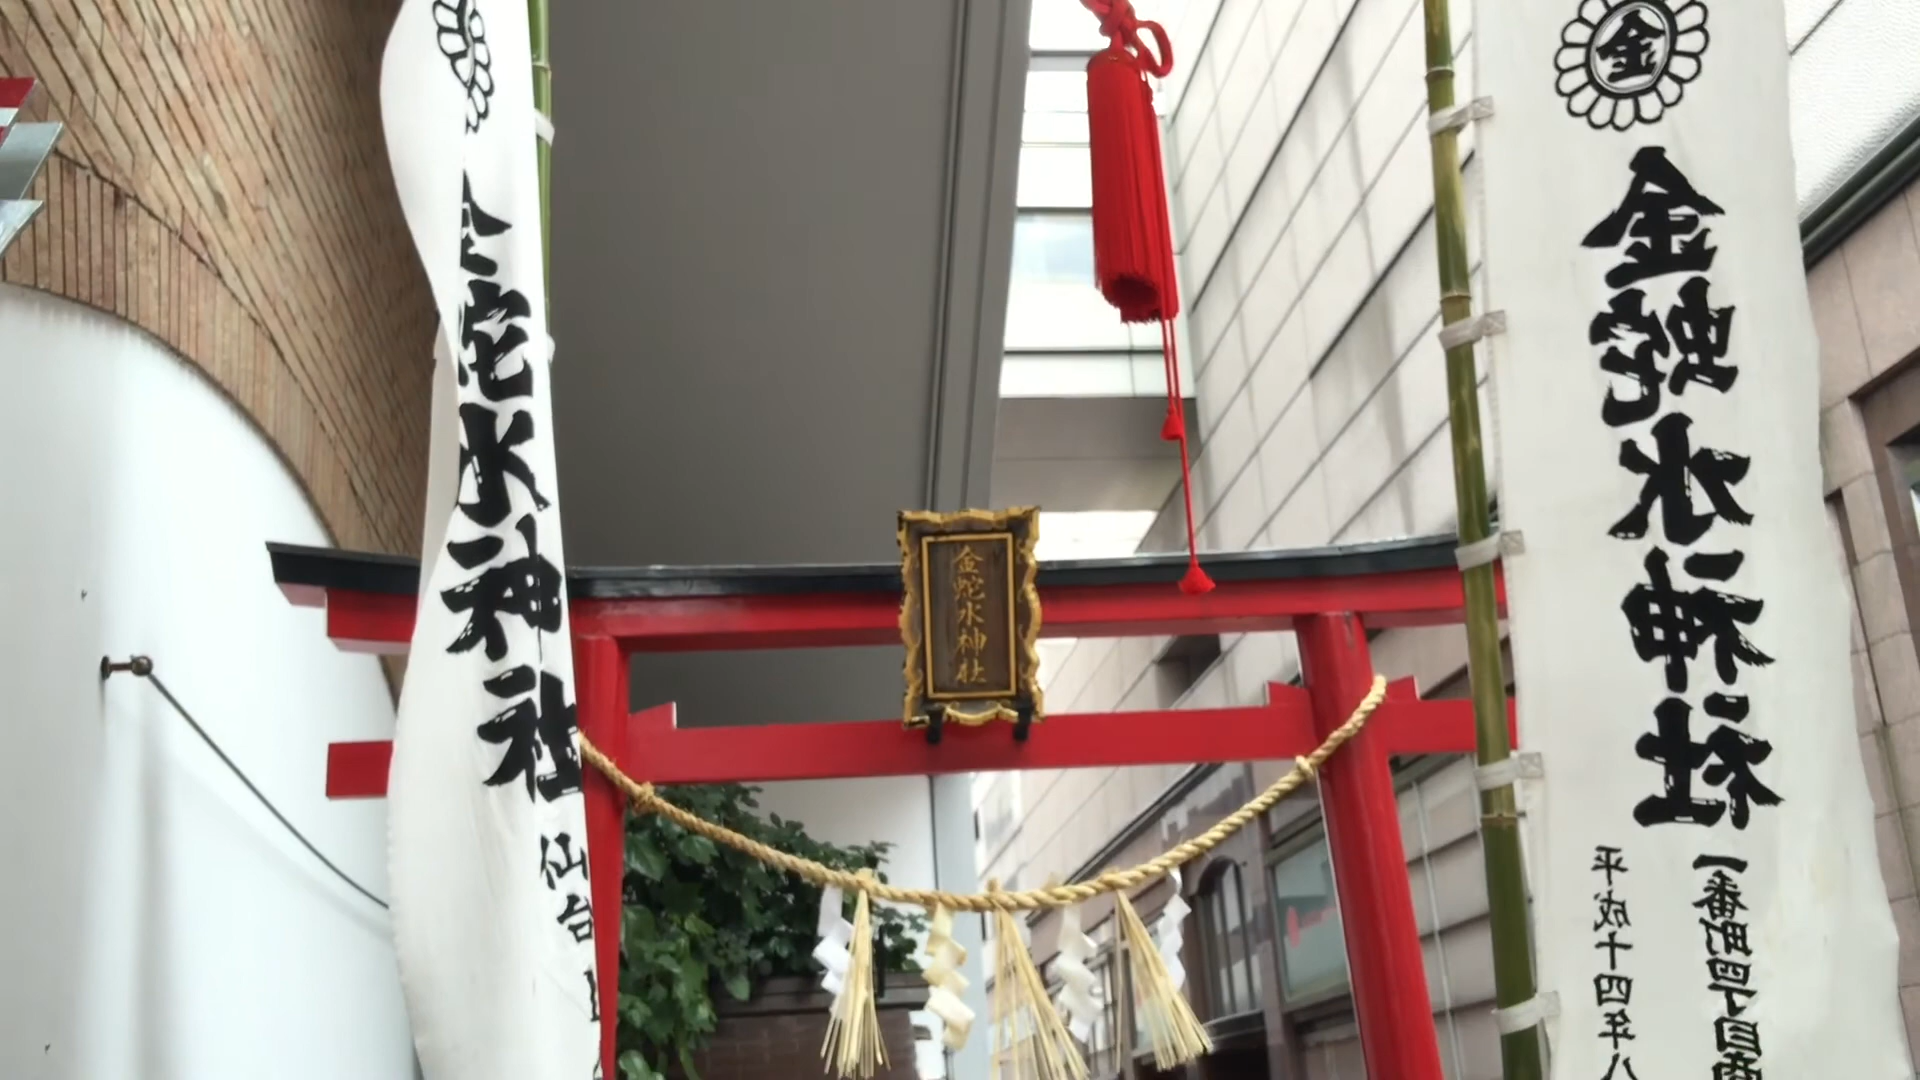 金蛇水神社
仙台
金蛇水神社
金
金蛇水神社
一番町四丁目商
平成十四年八